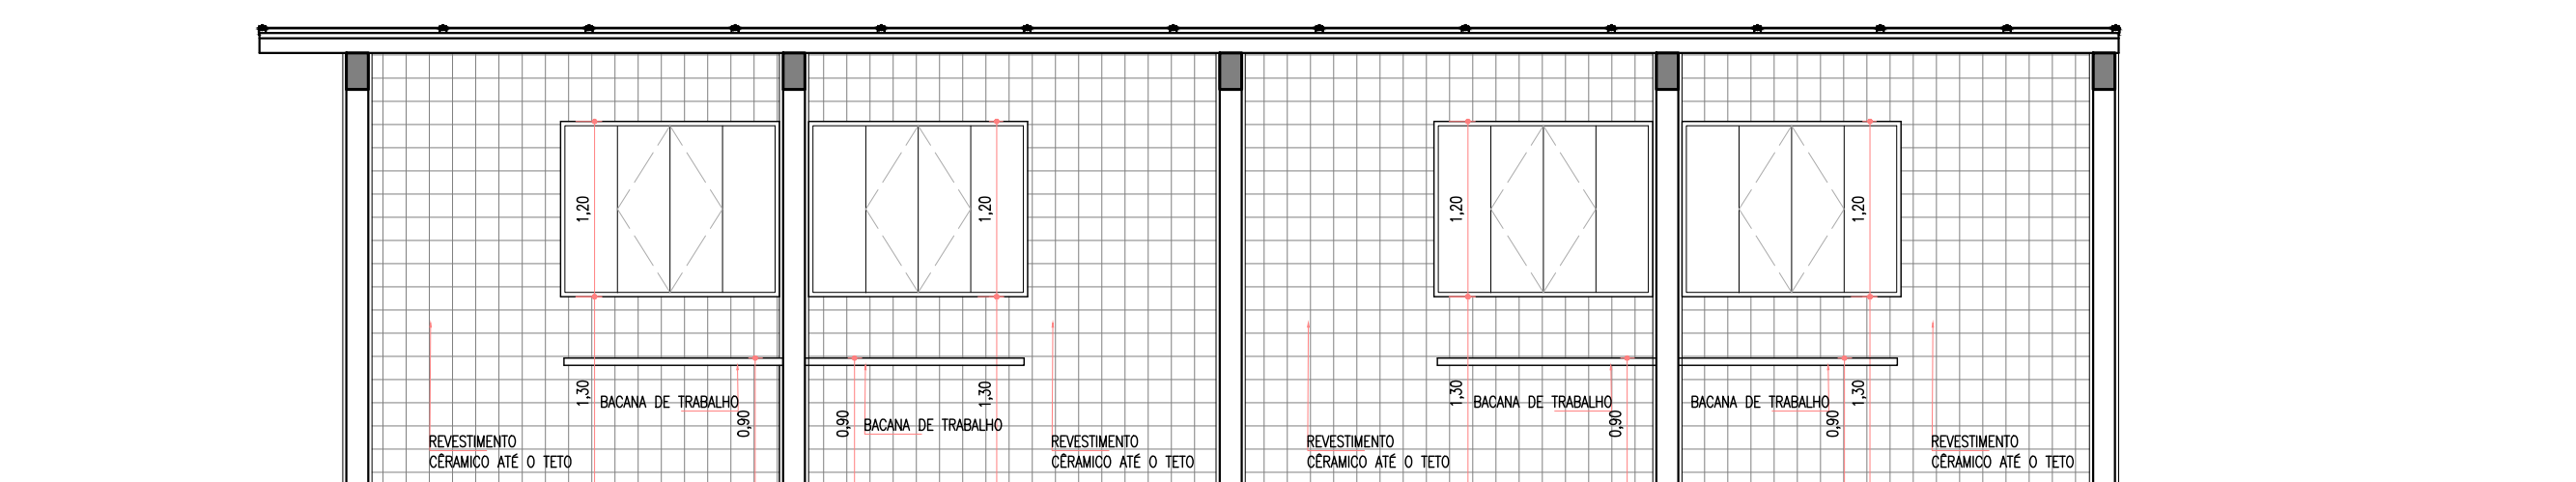 1,20
1,20
1,20
1,20
1,30
BACANA DE TRABALHO
0,90
0,90
BACANA DE TRABALHO
1,30
1,30
BACANA DE TRABALHO
0,90
BACANA DE TRABALHO
0,90
1,30
REVESTIMENTO
CÊRAMICO ATÉ O TETO
REVESTIMENTO
CÊRAMICO ATÉ O TETO
REVESTIMENTO
CÊRAMICO ATÉ O TETO
REVESTIMENTO
CÊRAMICO ATÉ O TETO